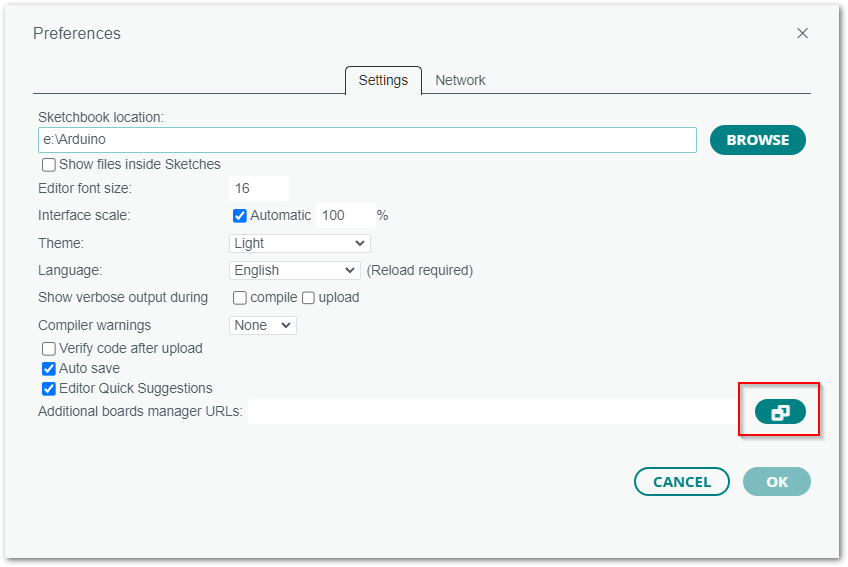 Preferences
Settings Network
Sketchbook location:
e:\Arduino BROWSE
Show files inside Sketches
Editor font size: 16
Interface scale: Automatic 100 %
Theme: Light
Language: English (Reload required)
Show verbose output during compile upload
Compiler warnings None
Verify code after upload
Auto save
Editor Quick Suggestions
Additional boards manager URLs:
CANCEL OK